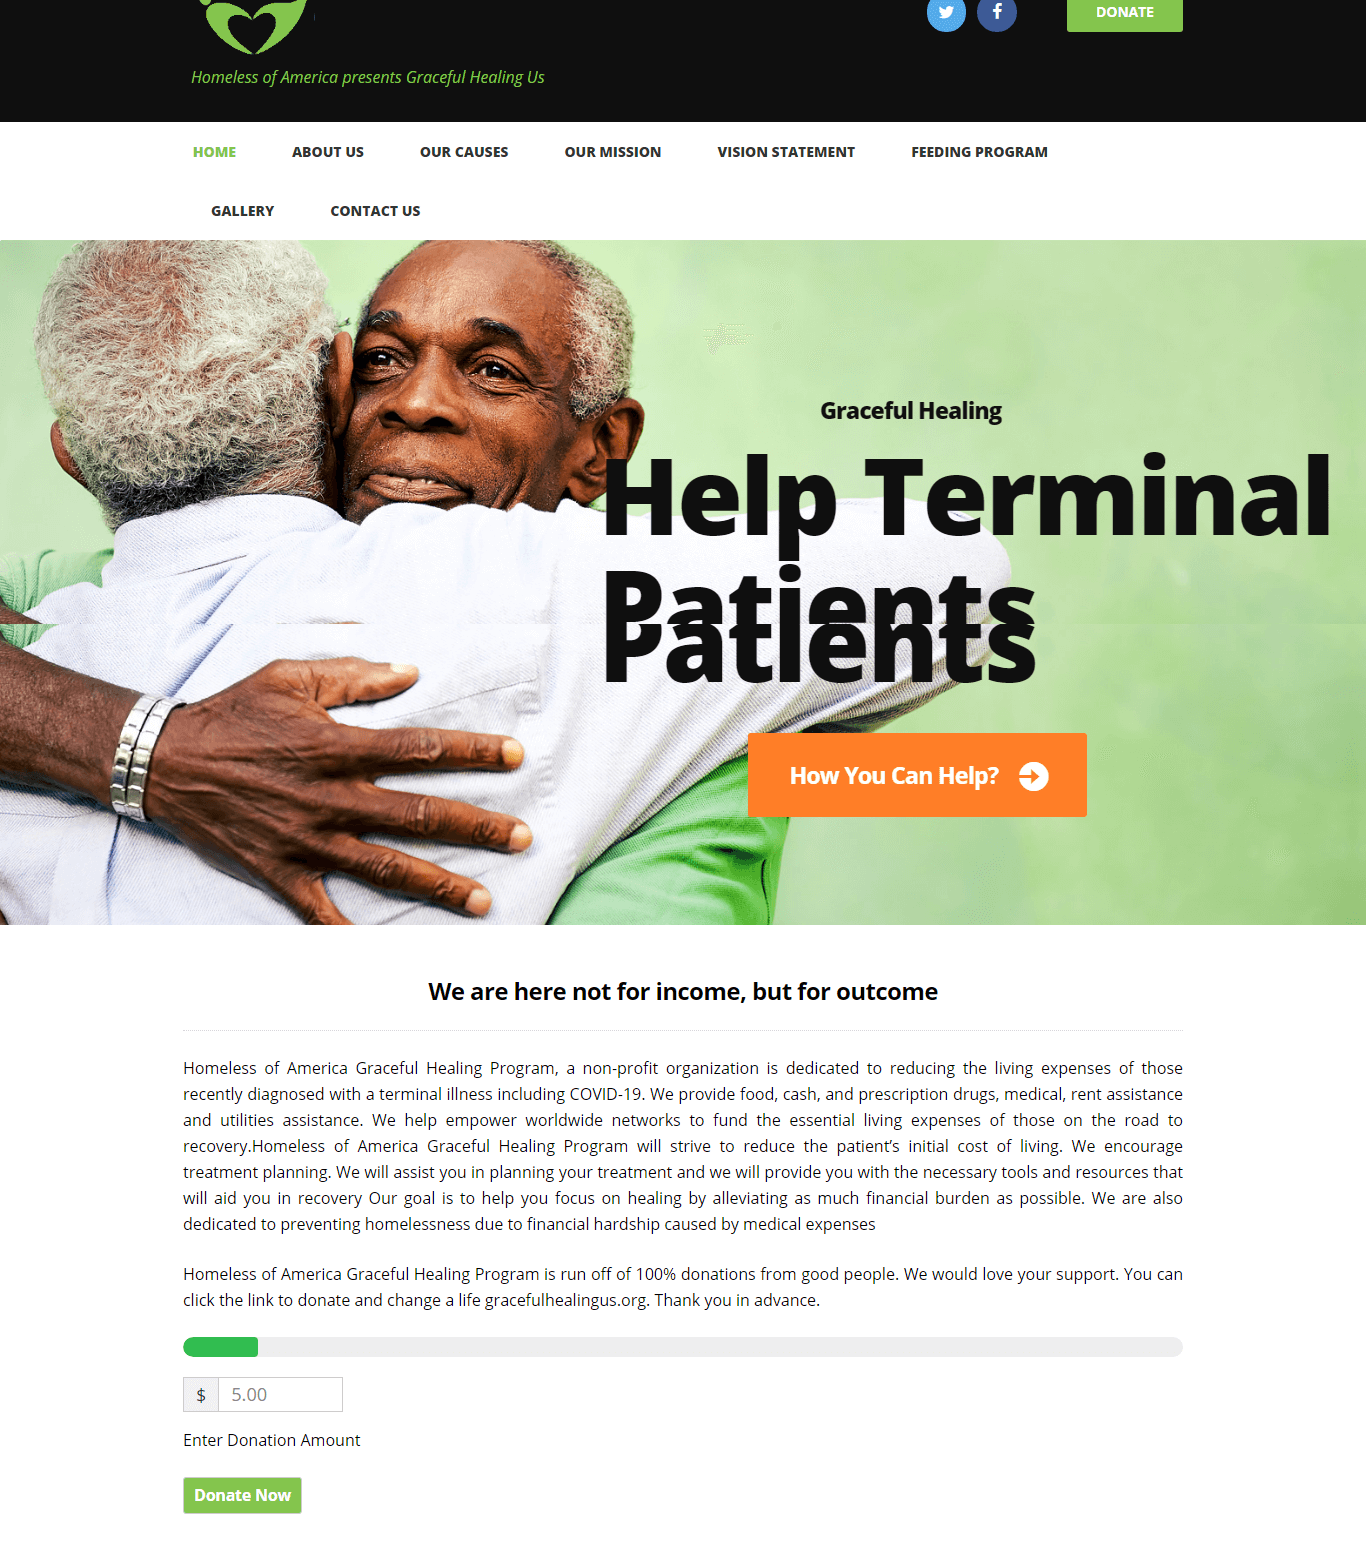 DONATE
Homeless of America presents Graceful Healing Us
HOME ABOUT US OUR CAUSES OUR MISSION VISION STATEMENT FEEDING PROGRAM
GALLERY CONTACT US
Graceful Healing
Help Terminal
Patients
Patients
How You Can Help?
We are here not for income, but for outcome
Homeless of America Graceful Healing Program, a non-profit organization is dedicated to reducing the living expenses of those
recently diagnosed with a terminal illness including COVID-19. We provide food, cash, and prescription drugs, medical, rent assistance
and utilities assistance. We help empower worldwide networks to fund the essential living expenses of those on the road to
recovery.Homeless of America Graceful Healing Program will strive to reduce the patient’s initial cost of living. We encourage
treatment planning. We will assist you in planning your treatment and we will provide you with the necessary tools and resources that
will aid you in recovery Our goal is to help you focus on healing by alleviating as much financial burden as possible. We are also
dedicated to preventing homelessness due to financial hardship caused by medical expenses
Homeless of America Graceful Healing Program is run off of 100% donations from good people. We would love your support. You can
click the link to donate and change a life gracefulhealingus.org. Thank you in advance.
$ 5.00
Enter Donation Amount
Donate Now